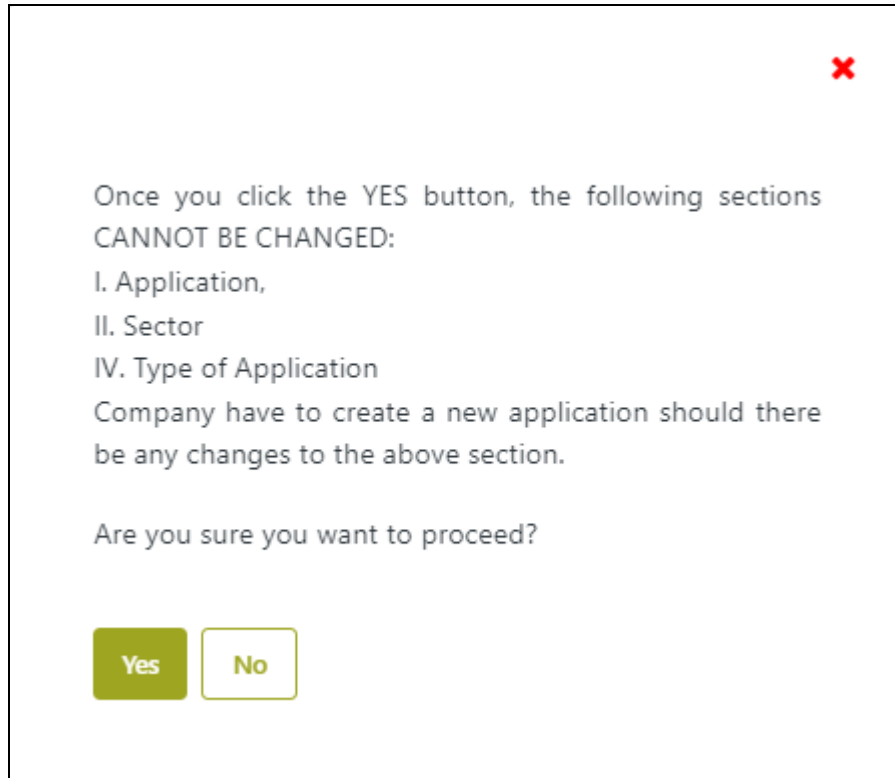 Once you click the YES button, the following sections
CANNOT BE CHANGED:
I. Application,
II. Sector
IV. Type of Application
Company have to create a new application should there
be any changes to the above section.
Are you sure you want to proceed?
Yes
No